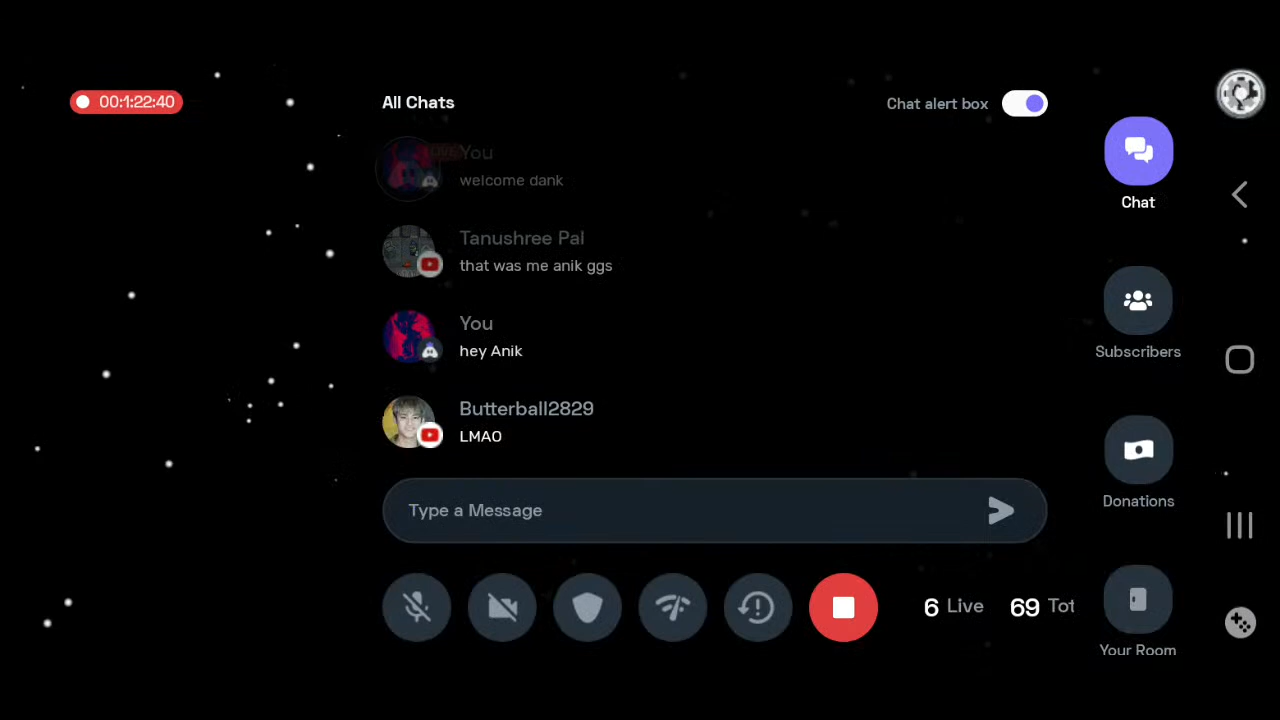 00:1:22:40
All Chats
Chat alert box
You
welcome dank
Tanushree Pal
that was me anik ggs
You
hey Anik
Butterball2829
LMAO
Type a Message
6 Live
69 Tot
Chat
Subscribers
Donations
Your Room